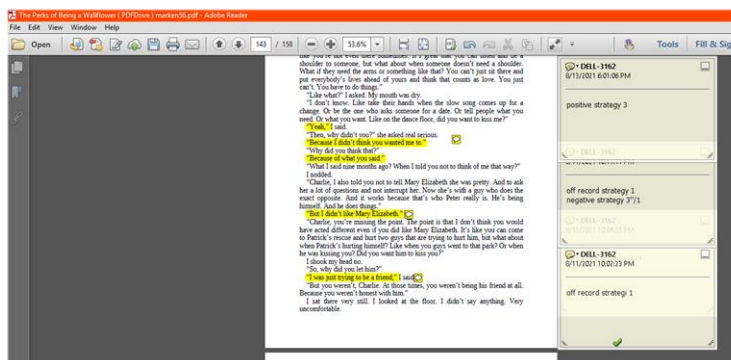 The Perks of Being a Wallflower ( PDFDrive ) marken56.pdf - Adobe Reader
File Edit View Window Help
Open 143 / 158 53.6% Tools Fill & Sig
shoulder to someone, but what about when someone doesn't need a shoulder.
What if they need the arms or something like that? You can't just sit there and
put everybody's lives ahead of yours and think that counts as love. You just
can't. You have to do things."
"Like what?" I asked. My mouth was dry.
"I don't know. Like take their hands when the slow song comes up for a
change. Or be the one who asks someone for a date. Or tell people what you
need. Or what you want. Like on the dance floor, did you want to kiss me?"
"Yeah," I said.
"Then, why didn't you?" she asked real serious.
"Because I didn't think you wanted me to."
"Why did you think that?"
"Because of what you said."
"What I said nine months ago? When I told you not to think of me that way?"
I nodded.
"Charlie, I also told you not to tell Mary Elizabeth she was pretty. And to ask
her a lot of questions and not interrupt her. Now she's with a guy who does the
exact opposite. And it works because that's who Peter really is. He's being
himself. And he does things."
"But I didn't like Mary Elizabeth."
"Charlie, you're missing the point. The point is that I don't think you would
have acted different even if you did like Mary Elizabeth. It's like you can come
to Patrick's rescue and hurt two guys that are trying to hurt him, but what about
when Patrick's hurting himself? Like when you guys went to that park? Or when
he was kissing you? Did you want him to kiss you?"
I shook my head no.
"So, why did you let him?"
"I was just trying to be a friend," I said.
"But you weren't, Charlie. At those times, you weren't being his friend at all.
Because you weren't honest with him."
I sat there very still. I looked at the floor. I didn't say anything. Very
uncomfortable.
DELL-3162
8/13/2021 6:01:06 PM
positive strategy 3
DELL-3162
off record strategy 1
negative strategy 3"/1
DELL-3162
DELL-3162
8/11/2021 10:02:23 PM
off record strategi 1